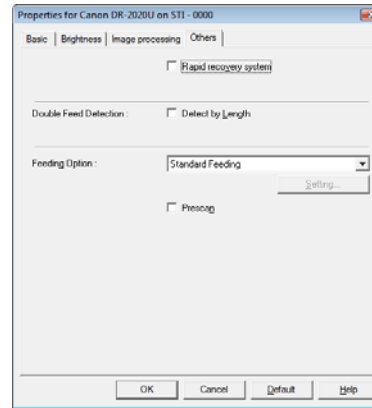 Properties for Canon DR-2020U on STI - 0000
Basic Brightness Image processing Others
Rapid recovery system
Double Feed Detection : Detect by Length
Feeding Option : Standard Feeding
Setting...
Prescan
OK Cancel Default Help